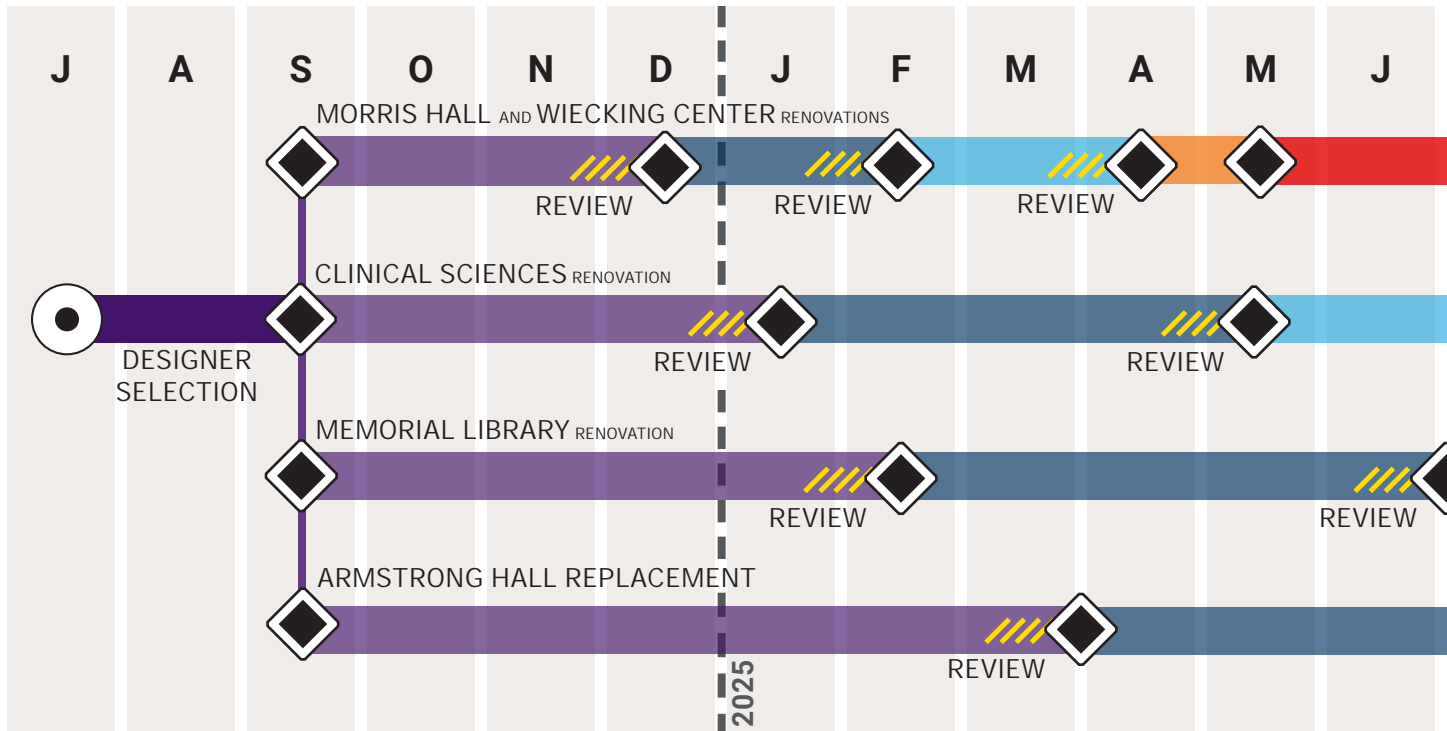 J A S O N D J F M A M J
MORRIS HALL AND WIECKING CENTER RENOVATIONS
REVIEW REVIEW REVIEW
CLINICAL SCIENCES RENOVATION
DESIGNER
SELECTION
REVIEW REVIEW
MEMORIAL LIBRARY RENOVATION
REVIEW REVIEW
ARMSTRONG HALL REPLACEMENT
REVIEW
2025